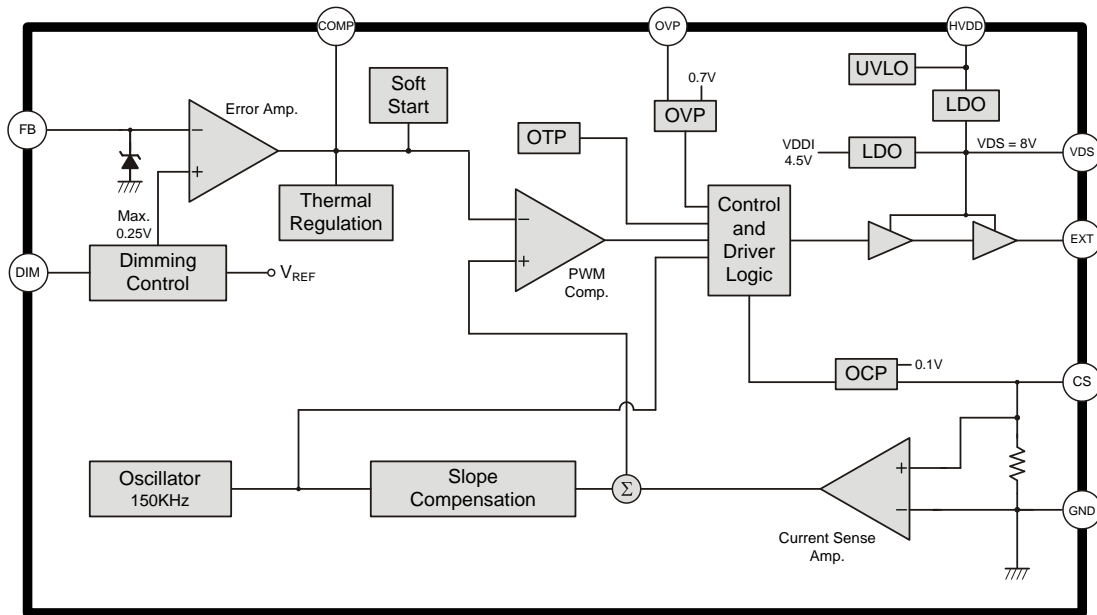 COMP
OVP
HVDD
FB
Error Amp.
−
+
Soft
Start
Thermal
Regulation
Max.
0.25V
DIM
Dimming
Control
VREF
OTP
0.7V
OVP
UVLO
LDO
VDDI
4.5V
LDO
VDS = 8V
VDS
−
+
PWM
Comp.
Control
and
Driver
Logic
EXT
OCP
0.1V
CS
Oscillator
150KHz
Slope
Compensation
Σ
+
−
Current Sense
Amp.
GND